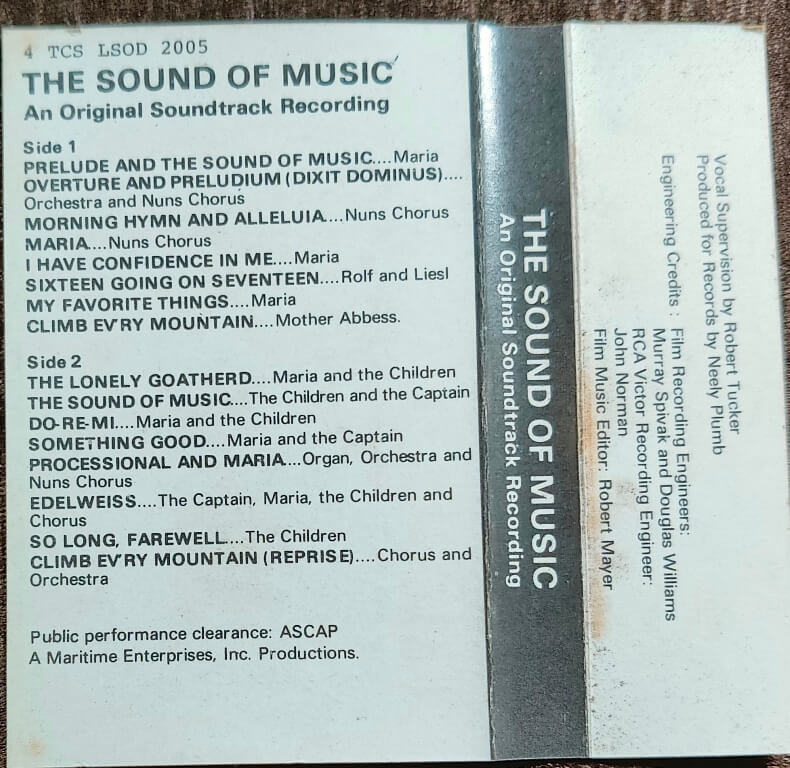 4 TCS LSOD 2005
THE SOUND OF MUSIC
An Original Soundtrack Recording
Side 1
PRELUDE AND THE SOUND OF MUSIC....Maria
OVERTURE AND PRELUDIUM (DIXIT DOMINUS)....
Orchestra and Nuns Chorus
MORNING HYMN AND ALLELUIA....Nuns Chorus
MARIA....Nuns Chorus
I HAVE CONFIDENCE IN ME....Maria
SIXTEEN GOING ON SEVENTEEN....Rolf and Liesl
MY FAVORITE THINGS....Maria
CLIMB EV'RY MOUNTAIN....Mother Abbess.
Side 2
THE LONELY GOATHERD....Maria and the Children
THE SOUND OF MUSIC....The Children and the Captain
DO-RE-MI....Maria and the Children
SOMETHING GOOD....Maria and the Captain
PROCESSIONAL AND MARIA....Organ, Orchestra and
Nuns Chorus
EDELWEISS....The Captain, Maria, the Children and
Chorus
SO LONG, FAREWELL....The Children
CLIMB EV'RY MOUNTAIN (REPRISE)....Chorus and
Orchestra
Public performance clearance: ASCAP
A Maritime Enterprises, Inc. Productions.
THE SOUND OF MUSIC
An Original Soundtrack Recording
Vocal Supervision by Robert Tucker
Produced for Records by Neely Plumb
Engineering Credits : Film Recording Engineers:
Murray Spivak and Douglas Williams
RCA Victor Recording Engineer:
John Norman
Film Music Editor: Robert Mayer